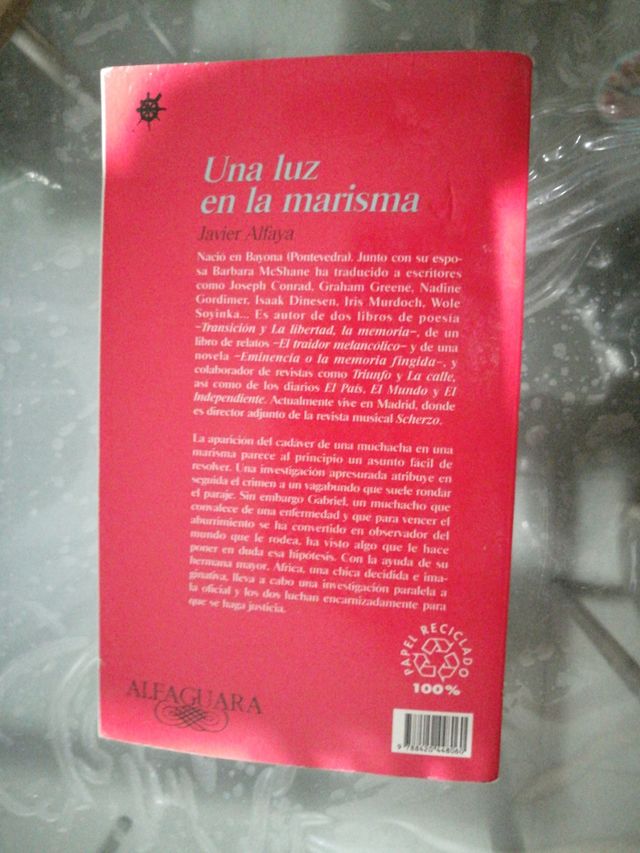 Una luz
en la marisma
Javier Alfaya
Nació en Bayona (Pontevedra). Junto con su espo-
sa Barbara McShane ha traducido a escritores
como Joseph Conrad, Graham Greene, Nadine
Gordimer, Isaak Dinesen, Iris Murdoch, Wole
Soyinka... Es autor de dos libros de poesía
–Transición y La libertad, la memoria–, de un
libro de relatos –El traidor melancólico– y de una
novela –Eminencia o la memoria fingida–, y
colaborador de revistas como Triunfo y La calle,
así como de los diarios El País, El Mundo y El
Independiente. Actualmente vive en Madrid, donde
es director adjunto de la revista musical Scherzo.
La aparición del cadáver de una muchacha en una
marisma parece al principio un asunto fácil de
resolver. Una investigación apresurada atribuye en
seguida el crimen a un vagabundo que suele rondar
el paraje. Sin embargo Gabriel, un muchacho que
convalece de una enfermedad y que para vencer el
aburrimiento se ha convertido en observador del
mundo que le rodea, ha visto algo que le hace
poner en duda esa hipótesis. Con la ayuda de su
hermana mayor, África, una chica decidida e ima-
ginativa, lleva a cabo una investigación paralela a
la oficial y los dos luchan encarnizadamente para
que se haga justicia.
PAPEL RECICLADO
100%
ALFAGUARA
9 788420 448060